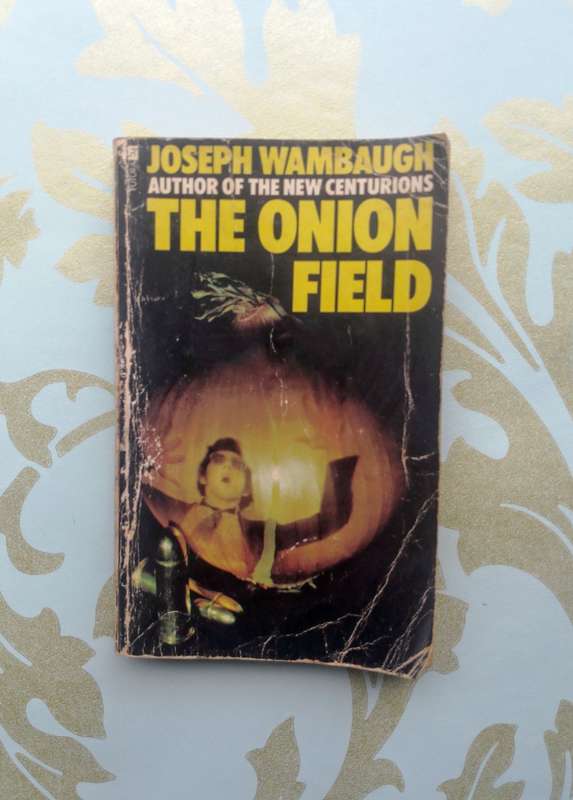 JOSEPH WAMBAUGH
AUTHOR OF THE NEW CENTURIONS
THE ONION
FIELD